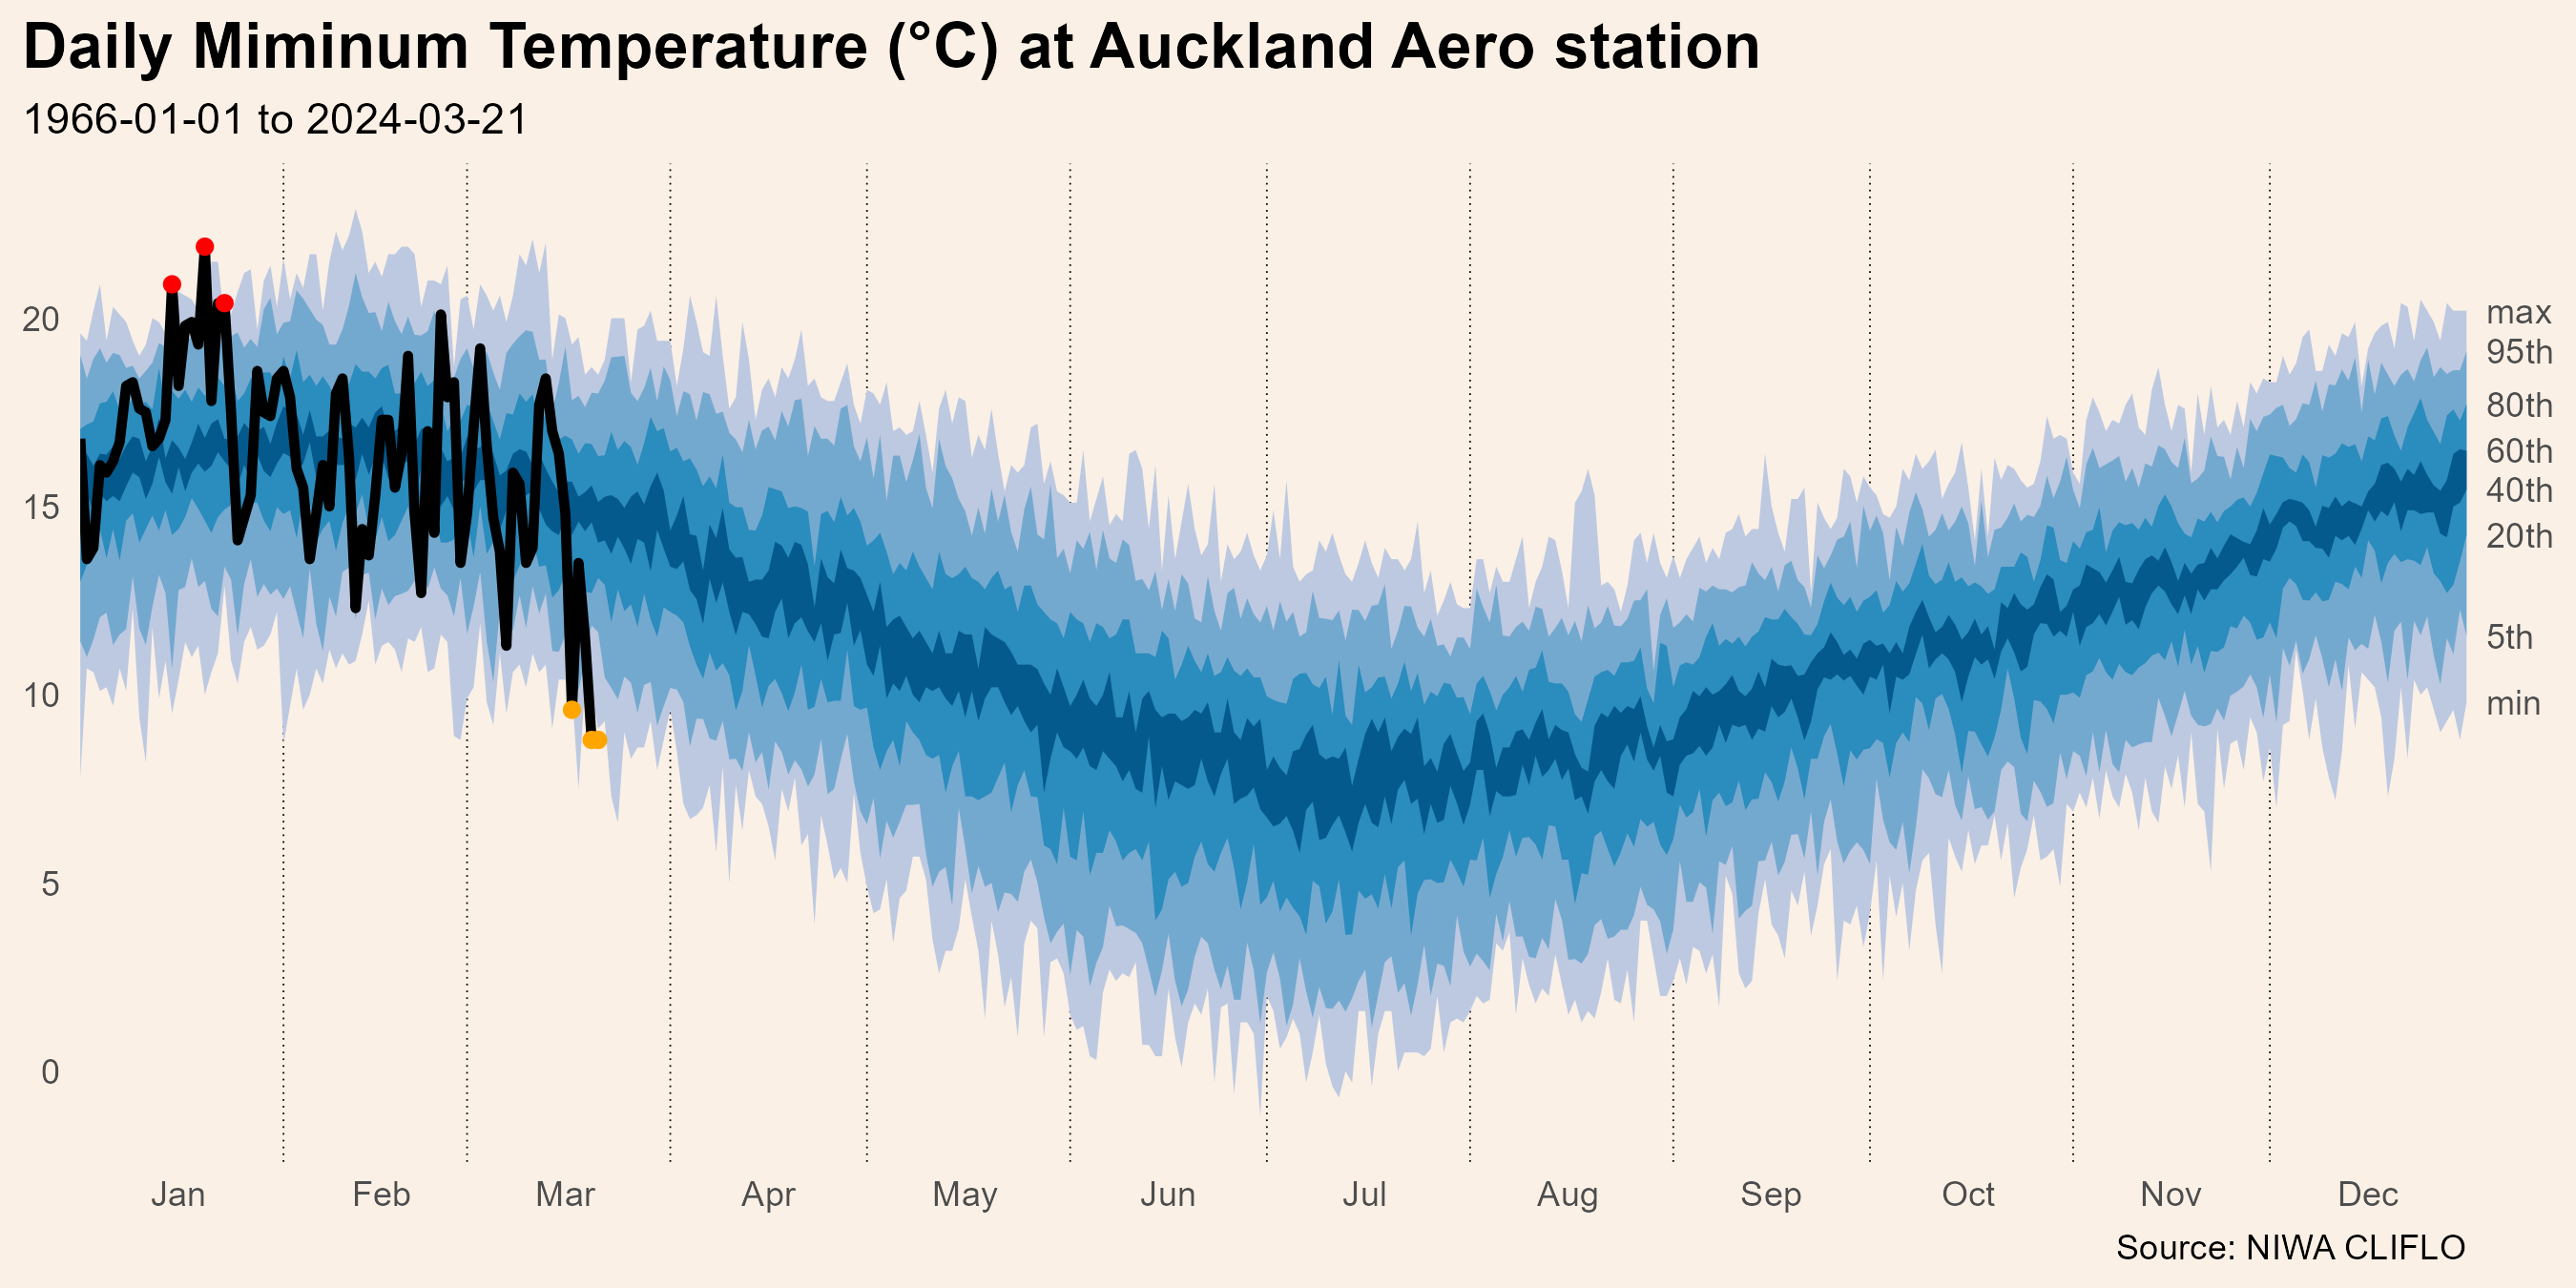 Daily Miminum Temperature (°C) at Auckland Aero station
1966-01-01 to 2024-03-21
20
15
10
5
0
max
95th
80th
60th
40th
20th
5th
min
Jan Feb Mar Apr May Jun Jul Aug Sep Oct Nov Dec
Source: NIWA CLIFLO